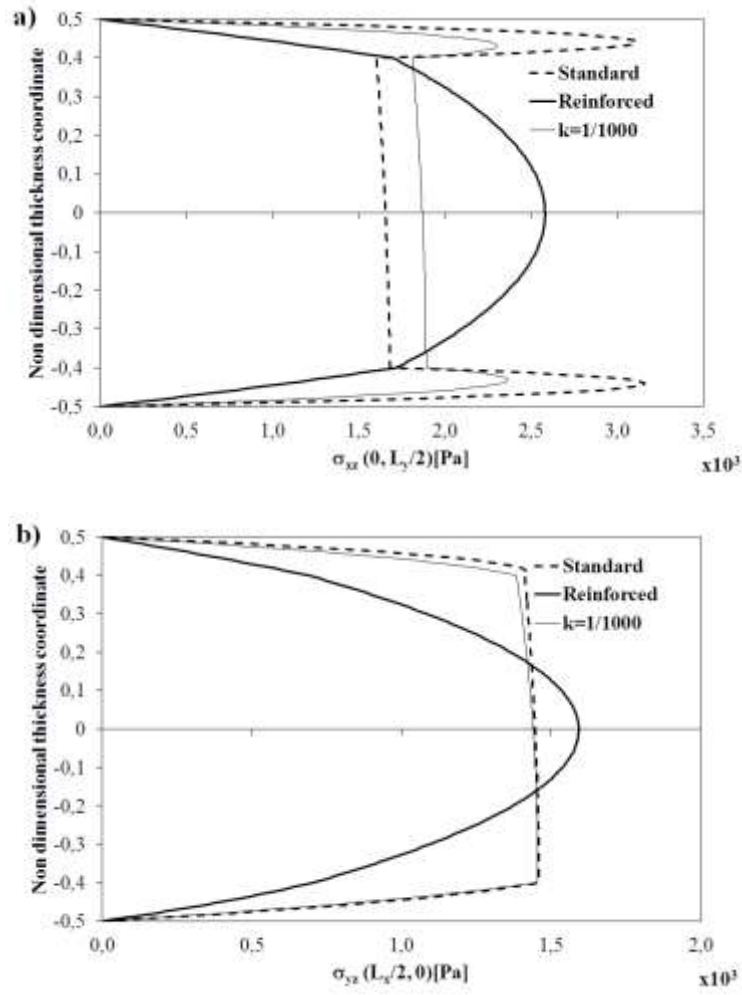 a)
0,5
0,4
0,3
0,2
0,1
0
-0,1
-0,2
-0,3
-0,4
-0,5
Non dimensional thickness coordinate
Standard
Reinforced
k=1/1000
0,0 0,5 1,0 1,5 2,0 2,5 3,0 3,5
σxz (0, Ly/2)[Pa]
x10³
b)
0,5
0,4
0,3
0,2
0,1
0
-0,1
-0,2
-0,3
-0,4
-0,5
Non dimensional thickness coordinate
Standard
Reinforced
k=1/1000
0,0 0,5 1,0 1,5 2,0
σyz (Lx/2, 0)[Pa]
x10³